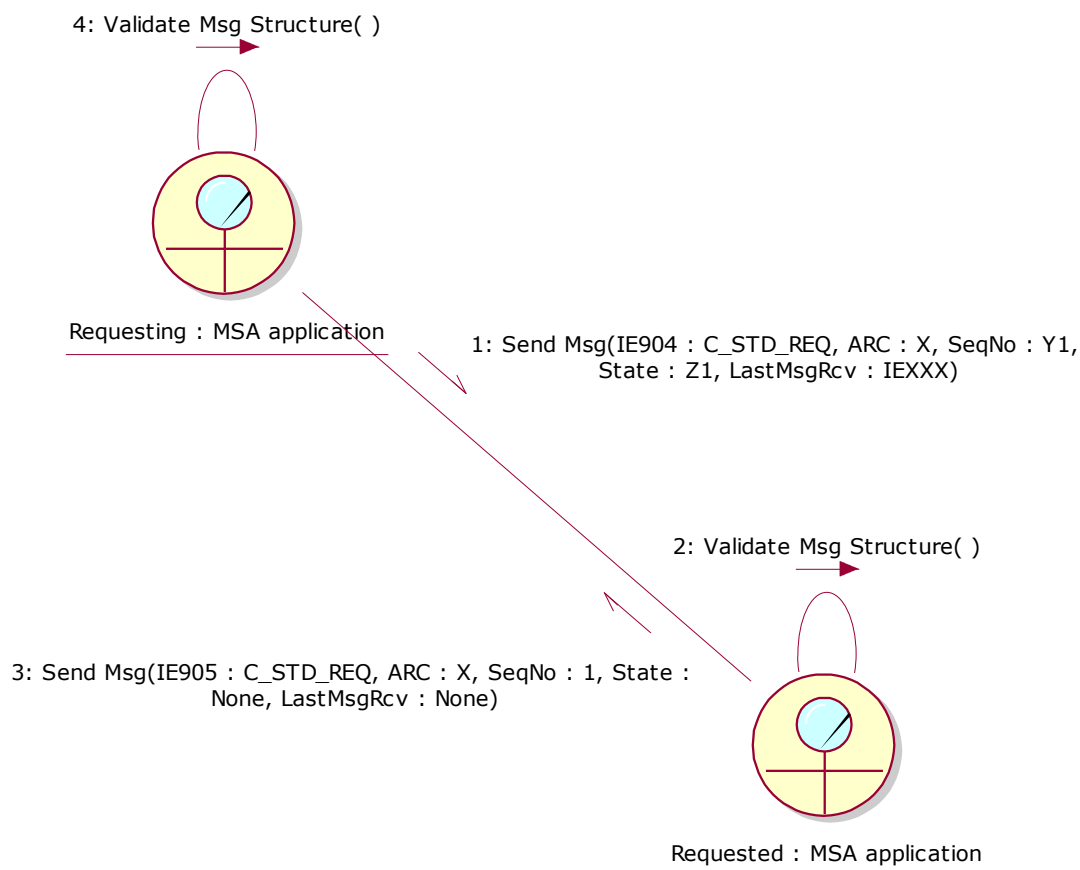 4: Validate Msg Structure( )
Requesting : MSA application
1: Send Msg(IE904 : C_STD_REQ, ARC : X, SeqNo : Y1,
State : Z1, LastMsgRcv : IEXXX)
2: Validate Msg Structure( )
3: Send Msg(IE905 : C_STD_REQ, ARC : X, SeqNo : 1, State :
None, LastMsgRcv : None)
Requested : MSA application